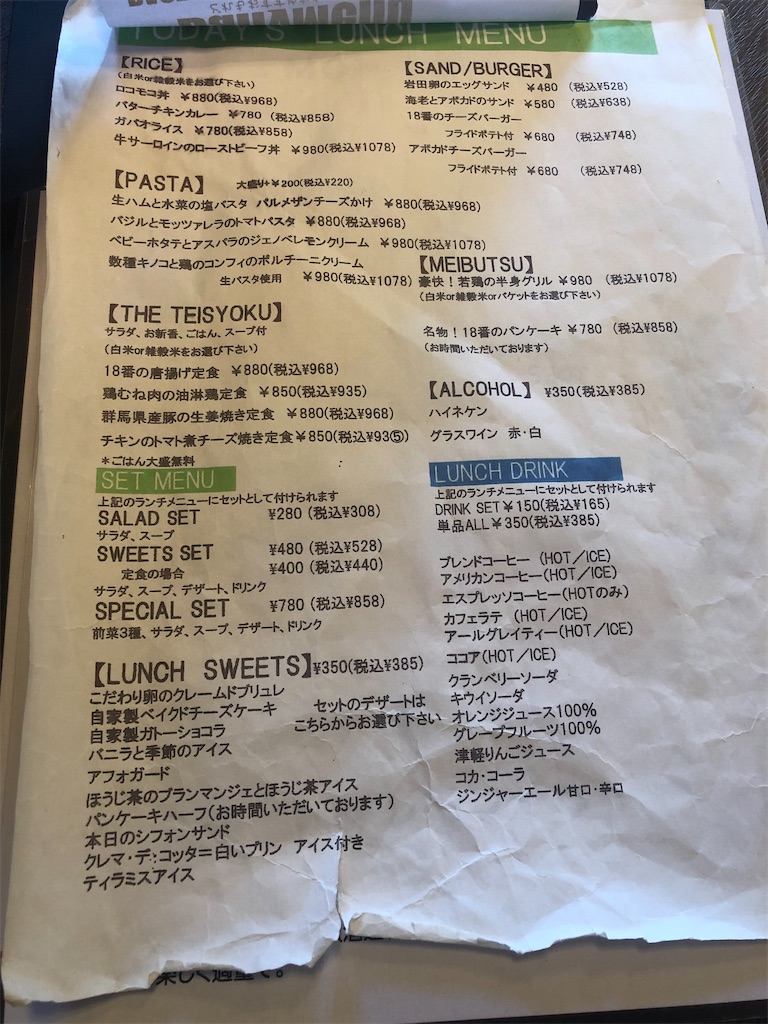 TODAY'S LUNCH MENU
【RICE】
(白米or雑穀米をお選び下さい)
ロコモコ丼 ¥880(税込¥968)
バターチキンカレー ¥780 (税込¥858)
ガパオライス ¥780(税込¥858)
牛サーロインのローストビーフ丼 ¥980(税込¥1078)
【SAND/BURGER】
岩田卵のエッグサンド ¥480 (税込¥528)
海老とアボカドのサンド ¥580 (税込¥638)
18番のチーズバーガー
フライドポテト付 ¥680 (税込¥748)
アボカドチーズバーガー
フライドポテト付 ¥680 (税込¥748)
【PASTA】 大盛り+¥200(税込¥220)
生ハムと水菜の塩パスタ パルメザンチーズかけ ¥880(税込¥968)
バジルとモッツァレラのトマトパスタ ¥880(税込¥968)
ベビーホタテとアスパラのジェノベレモンクリーム ¥980(税込¥1078)
数種キノコと鶏のコンフィのポルチーニクリーム
生パスタ使用 ¥980(税込¥1078)
【MEIBUTSU】
豪快！若鶏の半身グリル ¥980 (税込¥1078)
(白米or雑穀米orバケットをお選び下さい)
名物！18番のパンケーキ ¥780 (税込¥858)
(お時間いただいております)
【THE TEISYOKU】
サラダ、お新香、ごはん、スープ付
(白米or雑穀米をお選び下さい)
18番の唐揚げ定食 ¥880(税込¥968)
鶏むね肉の油淋鶏定食 ¥850(税込¥935)
群馬県産豚の生姜焼き定食 ¥880(税込¥968)
チキンのトマト煮チーズ焼き定食¥850(税込¥93⑤)
＊ごはん大盛無料
【ALCOHOL】 ¥350(税込¥385)
ハイネケン
グラスワイン 赤・白
SET MENU
上記のランチメニューにセットとして付けられます
SALAD SET ¥280 (税込¥308)
サラダ、スープ
SWEETS SET ¥480 (税込¥528)
定食の場合 ¥400 (税込¥440)
サラダ、スープ、デザート、ドリンク
SPECIAL SET ¥780 (税込¥858)
前菜3種、サラダ、スープ、デザート、ドリンク
【LUNCH SWEETS】¥350(税込¥385)
こだわり卵のクレームドブリュレ
自家製ベイクドチーズケーキ
自家製ガトーショコラ
バニラと季節のアイス
アフォガード
ほうじ茶のブランマンジェとほうじ茶アイス
パンケーキハーフ(お時間いただいております)
本日のシフォンサンド
クレマ・デ・コッタ＝白いプリン アイス付き
ティラミスアイス
セットのデザートは
こちらからお選び下さい
LUNCH DRINK
上記のランチメニューにセットとして付けられます
DRINK SET¥150(税込¥165)
単品ALL¥350(税込¥385)
ブレンドコーヒー (HOT／ICE)
アメリカンコーヒー(HOT／ICE)
エスプレッソコーヒー(HOTのみ)
カフェラテ (HOT／ICE)
アールグレイティー(HOT／ICE)
ココア(HOT／ICE)
クランベリーソーダ
キウイソーダ
オレンジジュース100%
グレープフルーツ100%
津軽りんごジュース
コカ・コーラ
ジンジャーエール甘口・辛口